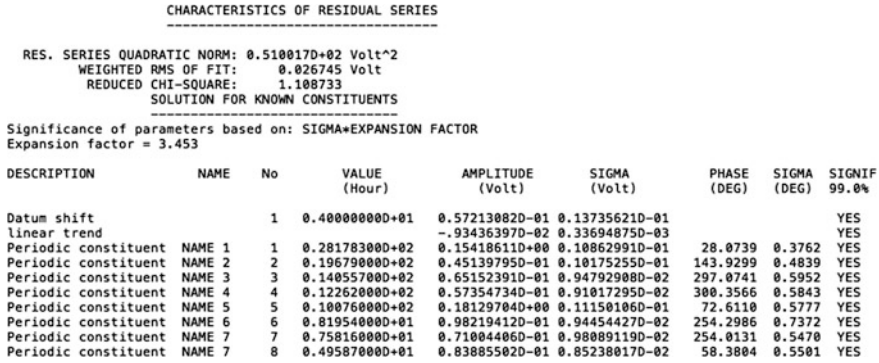 CHARACTERISTICS OF RESIDUAL SERIES
----------------------------------
RES. SERIES QUADRATIC NORM: 0.510017D+02 Volt^2
WEIGHTED RMS OF FIT: 0.026745 Volt
REDUCED CHI-SQUARE: 1.108733
SOLUTION FOR KNOWN CONSTITUENTS
-------------------------------
Significance of parameters based on: SIGMA*EXPANSION FACTOR
Expansion factor = 3.453
DESCRIPTION NAME No VALUE AMPLITUDE SIGMA PHASE SIGMA SIGNIF
(Hour) (Volt) (Volt) (DEG) (DEG) 99.0%
Datum shift 1 0.40000000D+01 0.57213082D-01 0.13735621D-01 YES
linear trend -.93436397D-02 0.33694875D-03 YES
Periodic constituent NAME 1 1 0.28178300D+02 0.15418611D+00 0.10862991D-01 28.0739 0.3762 YES
Periodic constituent NAME 2 2 0.19679000D+02 0.45139795D-01 0.10175255D-01 143.9299 0.4839 YES
Periodic constituent NAME 3 3 0.14055700D+02 0.65152391D-01 0.94792908D-02 297.0741 0.5952 YES
Periodic constituent NAME 4 4 0.12262000D+02 0.57354734D-01 0.91017295D-02 300.3566 0.5843 YES
Periodic constituent NAME 5 5 0.10076000D+02 0.18129704D+00 0.11150106D-01 72.6110 0.5777 YES
Periodic constituent NAME 6 6 0.81954000D+01 0.98219412D-01 0.94454427D-02 254.2986 0.7372 YES
Periodic constituent NAME 7 7 0.75816000D+01 0.71004406D-01 0.98089119D-02 254.0131 0.5470 YES
Periodic constituent NAME 7 8 0.49587000D+01 0.83885502D-01 0.85238017D-02 58.3804 0.5501 YES